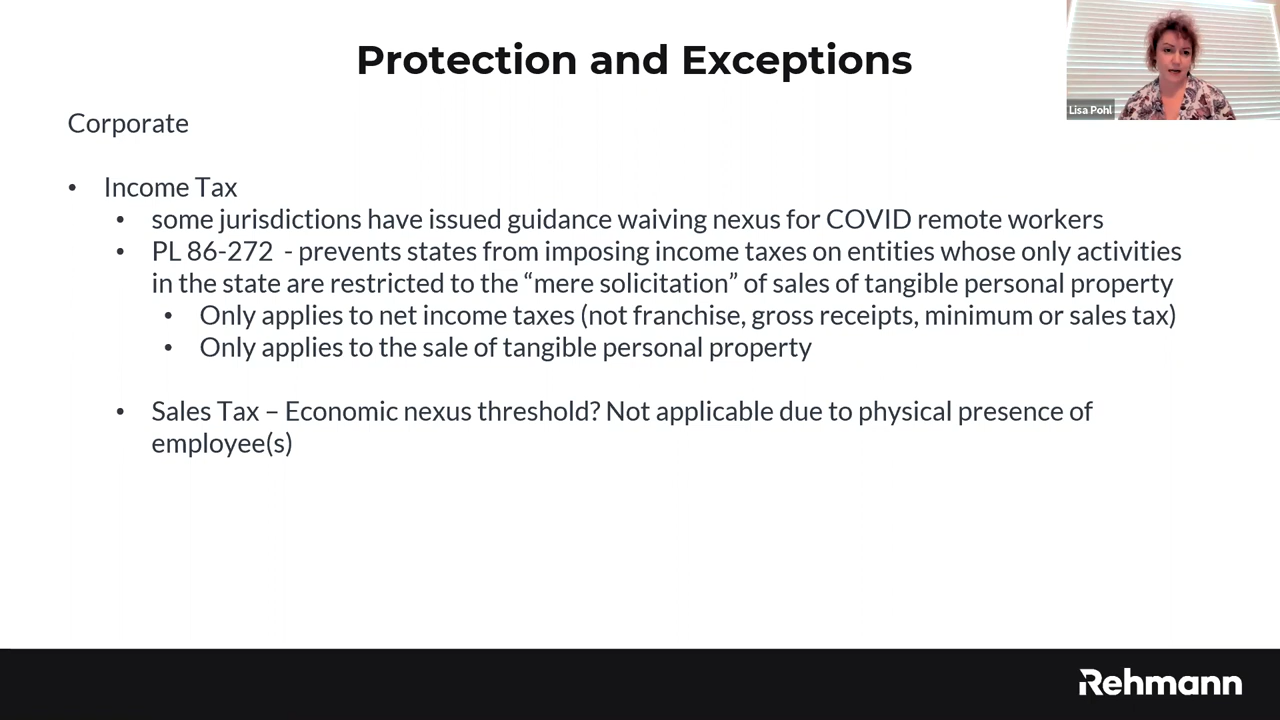 Protection and Exceptions
Lisa Pohl
Corporate
• Income Tax
• some jurisdictions have issued guidance waiving nexus for COVID remote workers
• PL 86-272 - prevents states from imposing income taxes on entities whose only activities
in the state are restricted to the “mere solicitation” of sales of tangible personal property
• Only applies to net income taxes (not franchise, gross receipts, minimum or sales tax)
• Only applies to the sale of tangible personal property
• Sales Tax – Economic nexus threshold? Not applicable due to physical presence of
employee(s)
Rehmann